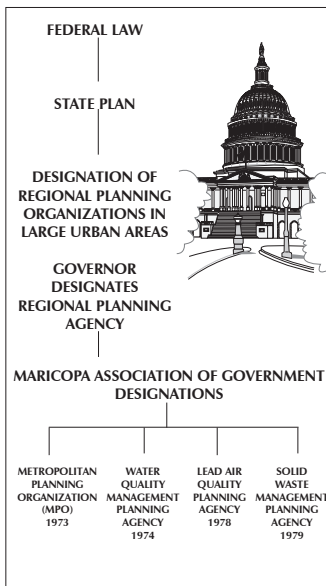 FEDERAL LAW
STATE PLAN
DESIGNATION OF
REGIONAL PLANNING
ORGANIZATIONS IN
LARGE URBAN AREAS
GOVERNOR
DESIGNATES
REGIONAL PLANNING
AGENCY
MARICOPA ASSOCIATION OF GOVERNMENT
DESIGNATIONS
METROPOLITAN
PLANNING
ORGANIZATION
(MPO)
1973
WATER
QUALITY
MANAGEMENT
PLANNING
AGENCY
1974
LEAD AIR
QUALITY
PLANNING
AGENCY
1978
SOLID
WASTE
MANAGEMENT
PLANNING
AGENCY
1979